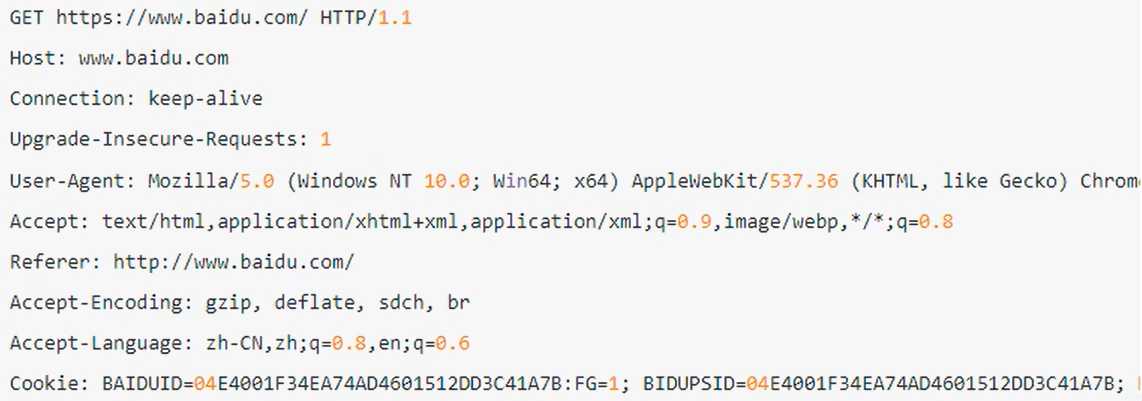 GET https://www.baidu.com/ HTTP/1.1
Host: www.baidu.com
Connection: keep-alive
Upgrade-Insecure-Requests: 1
User-Agent: Mozilla/5.0 (Windows NT 10.0; Win64; x64) AppleWebKit/537.36 (KHTML, like Gecko) Chrom
Accept: text/html,application/xhtml+xml,application/xml;q=0.9,image/webp,*/*;q=0.8
Referer: http://www.baidu.com/
Accept-Encoding: gzip, deflate, sdch, br
Accept-Language: zh-CN,zh;q=0.8,en;q=0.6
Cookie: BAIDUID=04E4001F34EA74AD4601512DD3C41A7B:FG=1; BIDUPSID=04E4001F34EA74AD4601512DD3C41A7B;